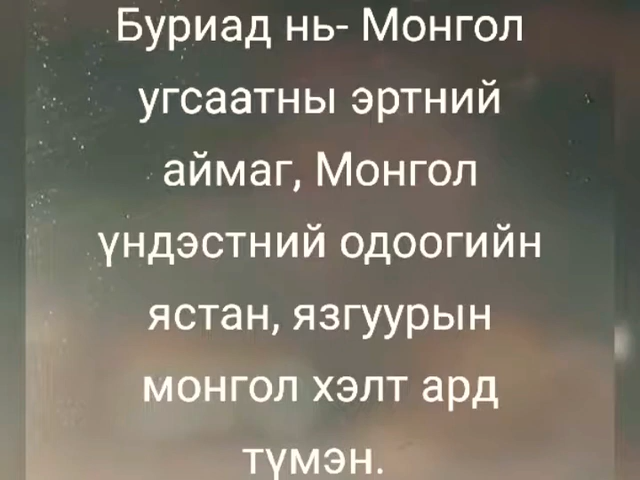 Буриад нь- Монгол
угсаатны эртний
аймаг, Монгол
үндэстний одоогийн
ястан, язгуурын
монгол хэлт ард
түмэн.